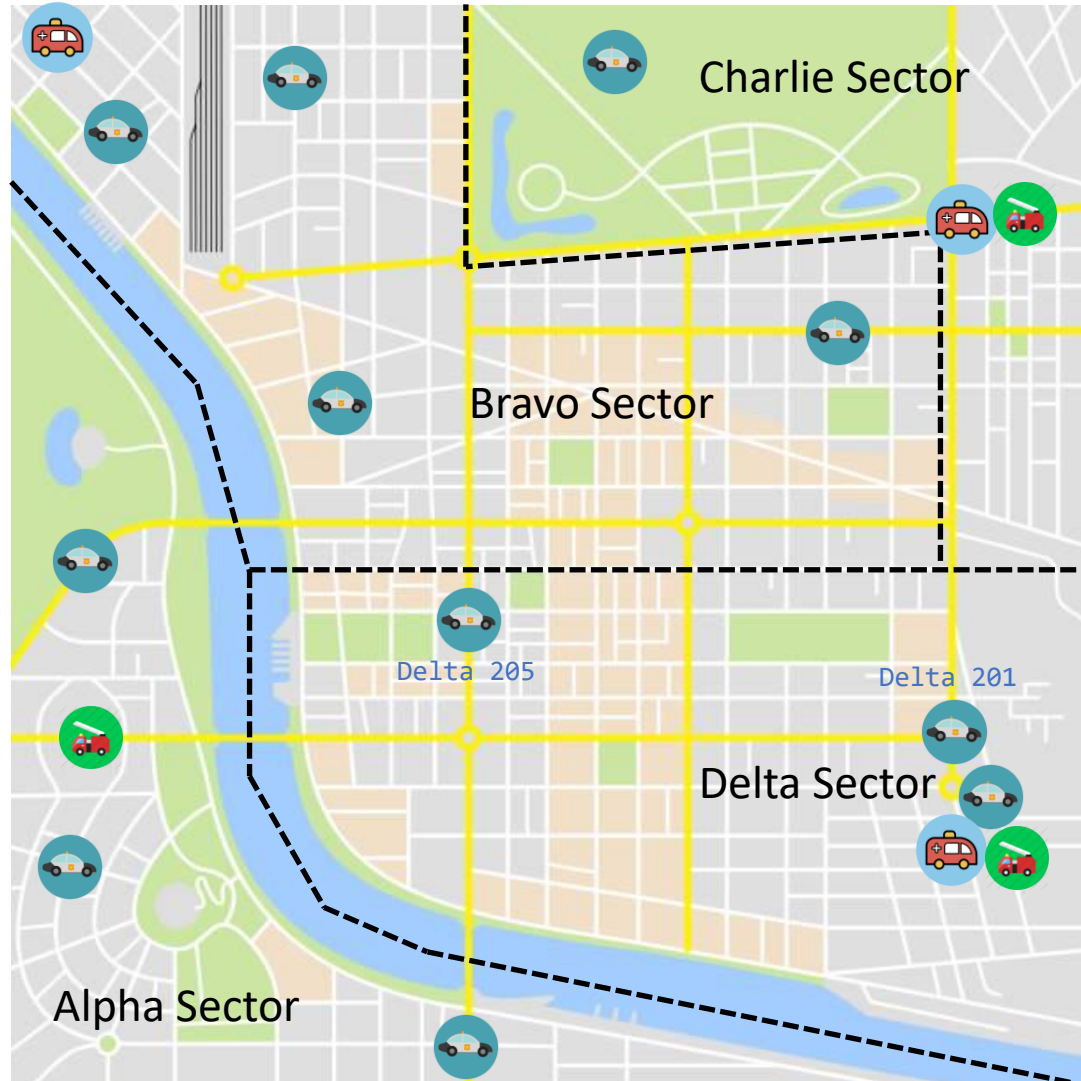 Charlie Sector
Bravo Sector
Delta 205
Delta 201
Delta Sector
Alpha Sector